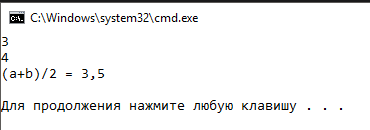 C:\Windows\system32\cmd.exe
3
4
(a+b)/2 = 3,5
Для продолжения нажмите любую клавишу . . .